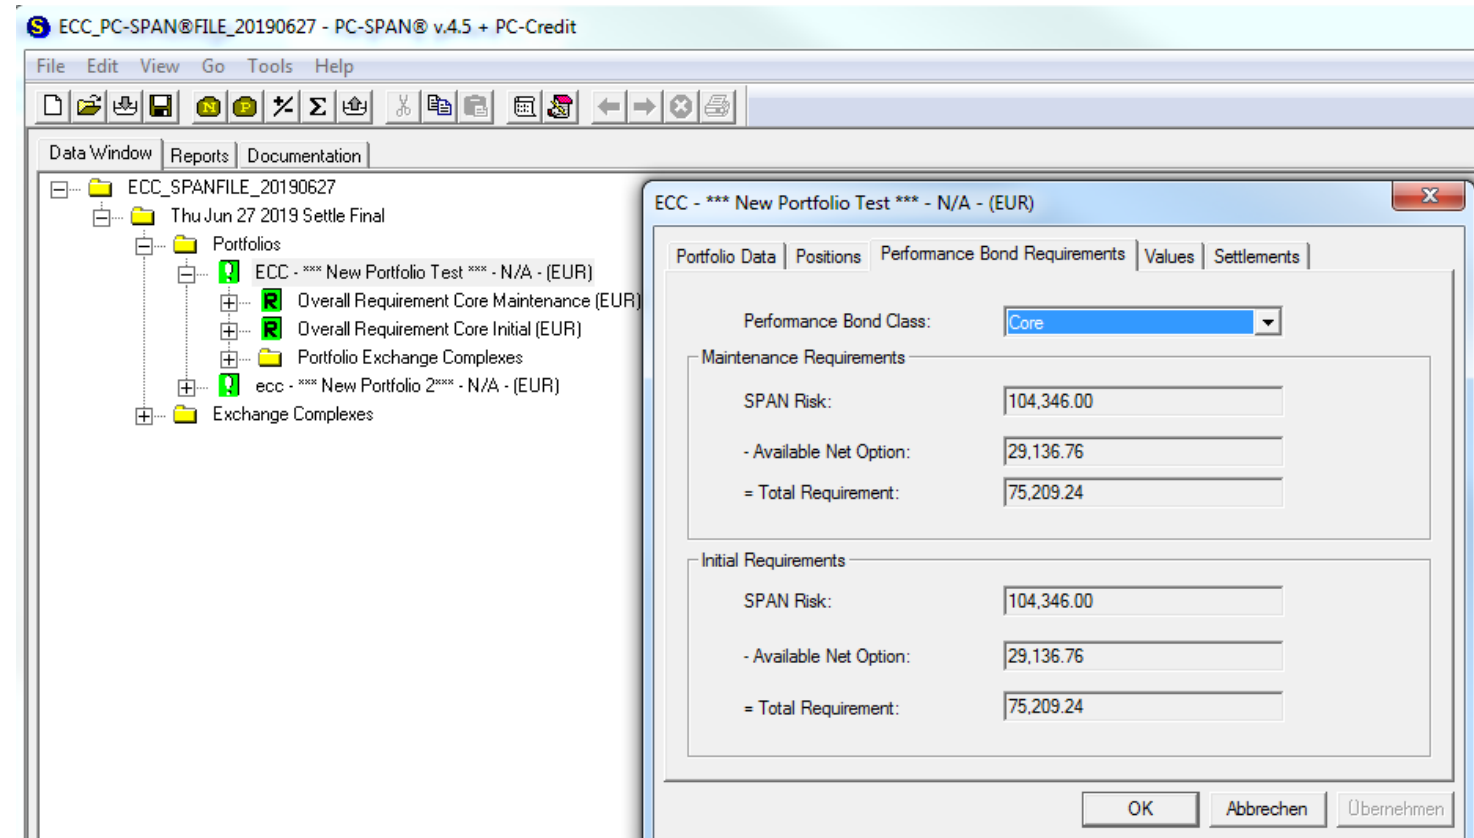 ECC_PC-SPAN®FILE_20190627 - PC-SPAN® v.4.5 + PC-Credit
File Edit View Go Tools Help
Data Window Reports Documentation
ECC_SPANFILE_20190627
Thu Jun 27 2019 Settle Final
Portfolios
ECC - *** New Portfolio Test *** - N/A - (EUR)
Overall Requirement Core Maintenance (EUR)
Overall Requirement Core Initial (EUR)
Portfolio Exchange Complexes
ecc - *** New Portfolio 2*** - N/A - (EUR)
Exchange Complexes
ECC - *** New Portfolio Test *** - N/A - (EUR)
Portfolio Data Positions Performance Bond Requirements Values Settlements
Performance Bond Class: Core
Maintenance Requirements
SPAN Risk: 104,346.00
- Available Net Option: 29,136.76
= Total Requirement: 75,209.24
Initial Requirements
SPAN Risk: 104,346.00
- Available Net Option: 29,136.76
= Total Requirement: 75,209.24
OK Abbrechen Übernehmen